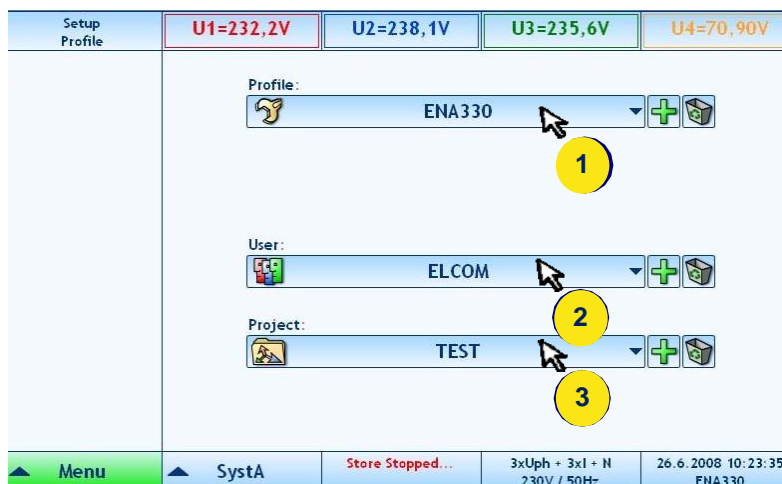 Setup
Profile
U1=232,2V
U2=238,1V
U3=235,6V
U4=70,90V
Profile:
ENA330
1
User:
ELCOM
2
Project:
TEST
3
Menu
SystA
Store Stopped...
3xUph + 3xI + N
230V / 50Hz
26.6.2008 10:23:35
ENA330